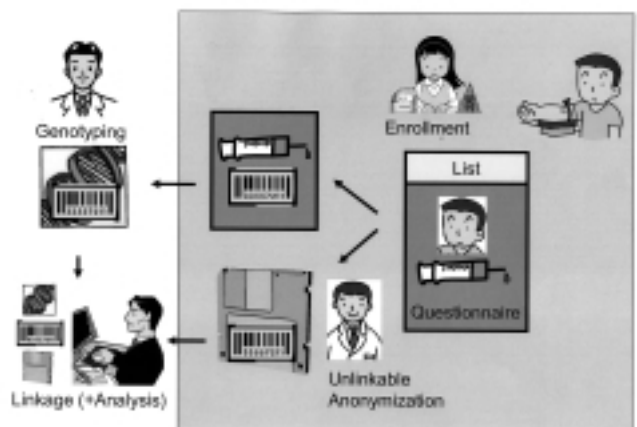 Genotyping
Enrollment
List
Questionnaire
Unlinkable
Anonymization
Linkage (+Analysis)